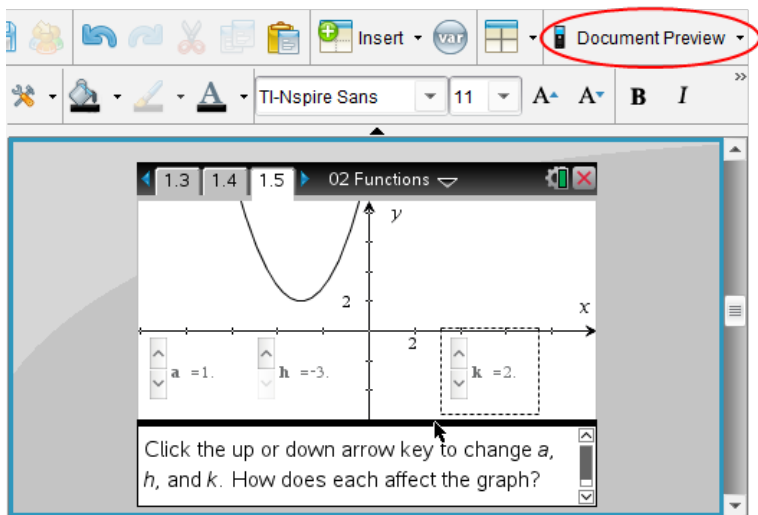 Insert var Document Preview
TI-Nspire Sans 11 A A B I
1.3 1.4 1.5 02 Functions
y
2
x
2
a =1. h =-3. k =2.
Click the up or down arrow key to change a,
h, and k. How does each affect the graph?